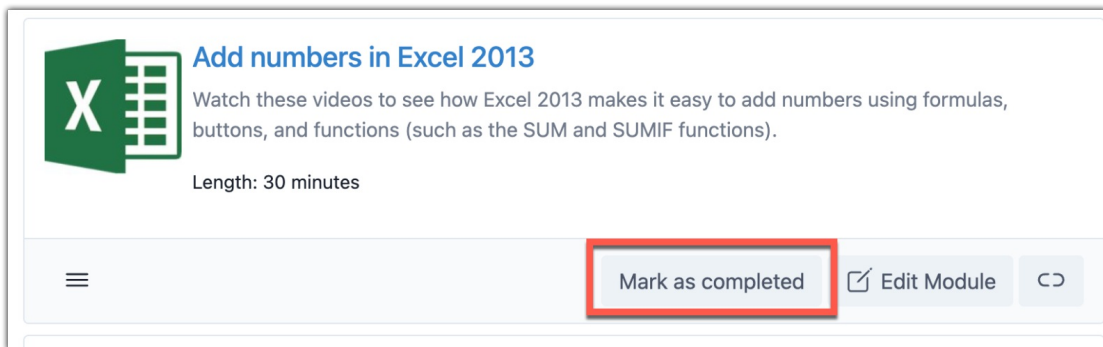 Add numbers in Excel 2013
Watch these videos to see how Excel 2013 makes it easy to add numbers using formulas,
buttons, and functions (such as the SUM and SUMIF functions).
Length: 30 minutes
Mark as completed Edit Module